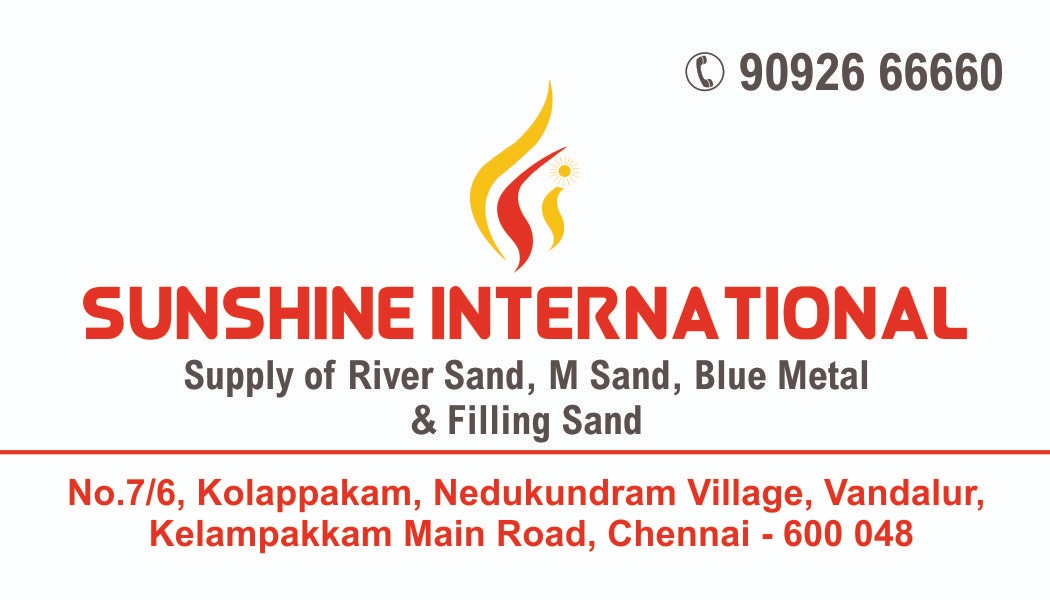 90926 66660
SUNSHINE INTERNATIONAL
Supply of River Sand, M Sand, Blue Metal
& Filling Sand
No.7/6, Kolappakam, Nedukundram Village, Vandalur,
Kelampakkam Main Road, Chennai - 600 048